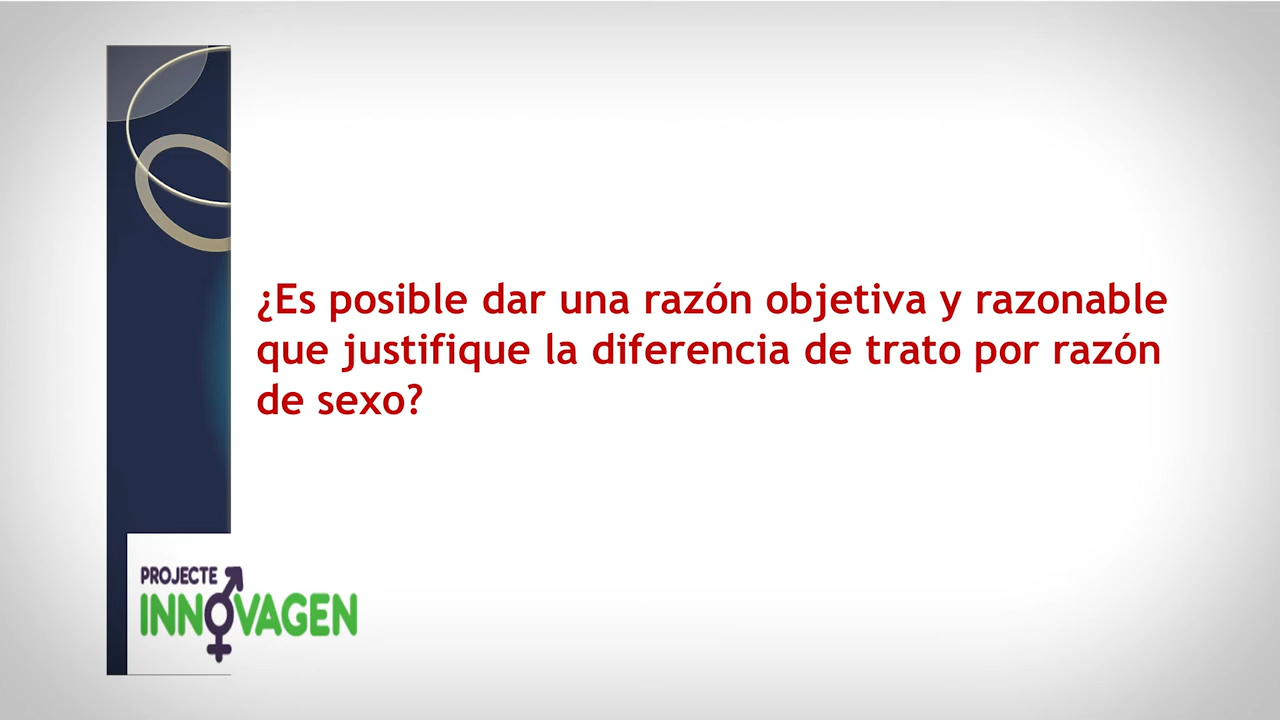 ¿Es posible dar una razón objetiva y razonable
que justifique la diferencia de trato por razón
de sexo?
PROJECTE
INNOVAGEN